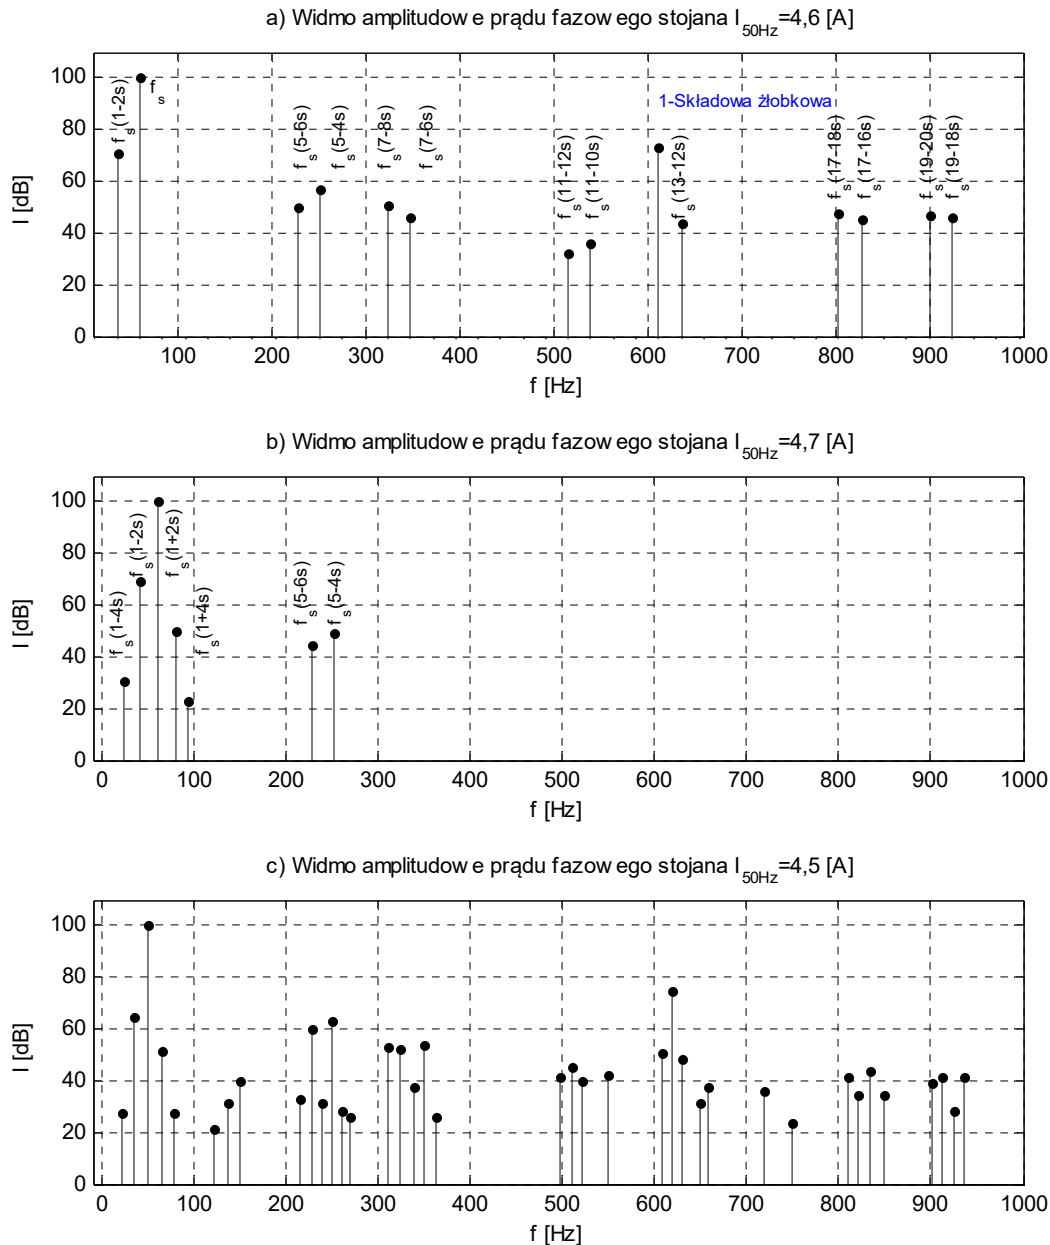 a) Widmo amplitudowe prądu fazowego stojana I50Hz=4,6 [A]
I [dB]
100
80
60
40
20
0
fs(1-2s)
fs
fs(5-6s)
fs(5-4s)
fs(7-8s)
fs(7-6s)
fs(11-12s)
fs(11-10s)
1-Składowa żłobkowa
fs(13-12s)
fs(17-18s)
fs(17-16s)
fs(19-20s)
fs(19-18s)
100 200 300 400 500 600 700 800 900 1000
f [Hz]
b) Widmo amplitudowe prądu fazowego stojana I50Hz=4,7 [A]
I [dB]
100
80
60
40
20
0
fs(1-4s)
fs(1-2s)
fs(1+2s)
fs(1+4s)
fs(5-6s)
fs(5-4s)
0 100 200 300 400 500 600 700 800 900 1000
f [Hz]
c) Widmo amplitudowe prądu fazowego stojana I50Hz=4,5 [A]
I [dB]
100
80
60
40
20
0
0 100 200 300 400 500 600 700 800 900 1000
f [Hz]